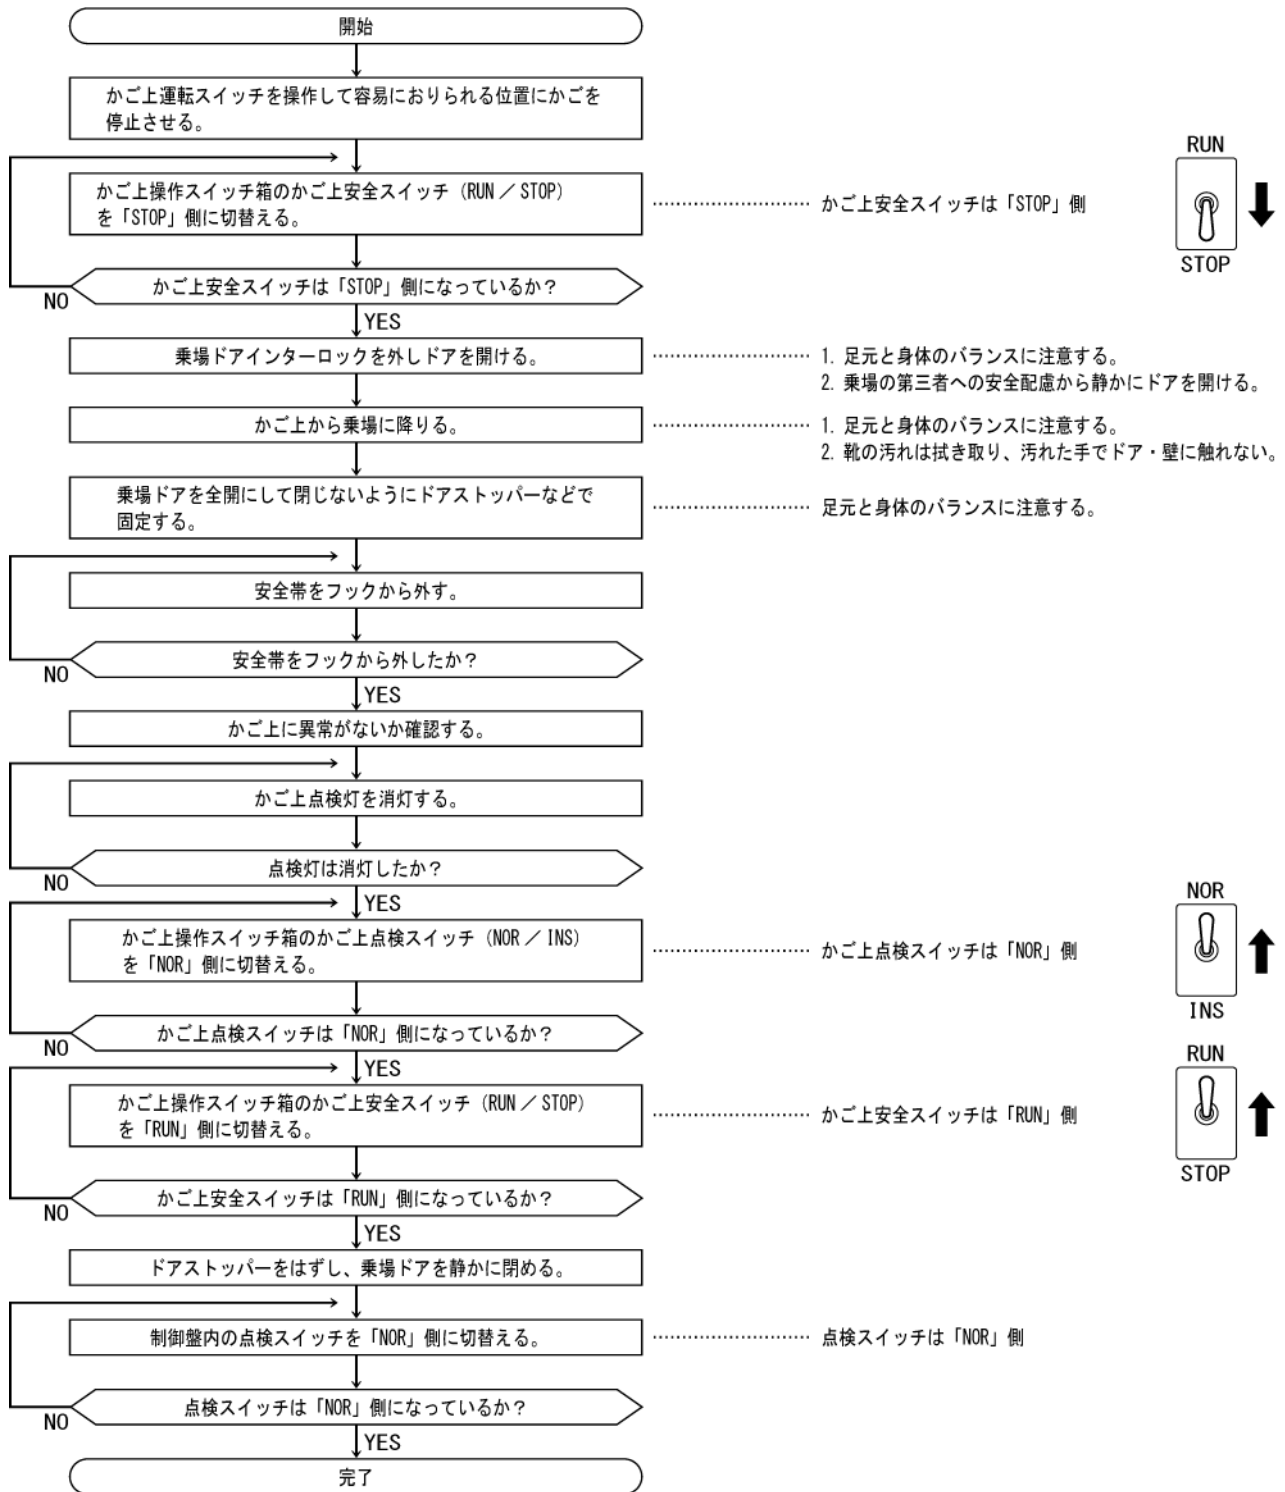 開始
かご上運転スイッチを操作して容易におりられる位置にかごを
停止させる。
かご上操作スイッチ箱のかご上安全スイッチ（RUN／STOP）
を「STOP」側に切替える。
かご上安全スイッチは「STOP」側
RUN
STOP
かご上安全スイッチは「STOP」側になっているか？
NO
YES
乗場ドアインターロックを外しドアを開ける。
1. 足元と身体のバランスに注意する。
2. 乗場の第三者への安全配慮から静かにドアを開ける。
かご上から乗場に降りる。
1. 足元と身体のバランスに注意する。
2. 靴の汚れは拭き取り、汚れた手でドア・壁に触れない。
乗場ドアを全開にして閉じないようにドアストッパーなどで
固定する。
足元と身体のバランスに注意する。
安全帯をフックから外す。
安全帯をフックから外したか？
NO
YES
かご上に異常がないか確認する。
かご上点検灯を消灯する。
点検灯は消灯したか？
NO
YES
かご上操作スイッチ箱のかご上点検スイッチ（NOR／INS）
を「NOR」側に切替える。
かご上点検スイッチは「NOR」側
NOR
INS
かご上点検スイッチは「NOR」側になっているか？
NO
YES
かご上操作スイッチ箱のかご上安全スイッチ（RUN／STOP）
を「RUN」側に切替える。
かご上安全スイッチは「RUN」側
RUN
STOP
かご上安全スイッチは「RUN」側になっているか？
NO
YES
ドアストッパーをはずし、乗場ドアを静かに閉める。
制御盤内の点検スイッチを「NOR」側に切替える。
点検スイッチは「NOR」側
点検スイッチは「NOR」側になっているか？
NO
YES
完了